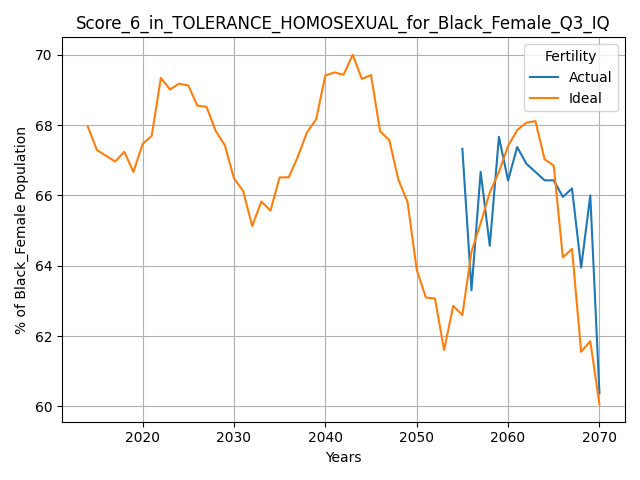 Score_6_in_TOLERANCE_HOMOSEXUAL_for_Black_Female_Q3_IQ
70
68
66
64
62
60
% of Black_Female Population
Fertility
Actual
Ideal
2020 2030 2040 2050 2060 2070
Years